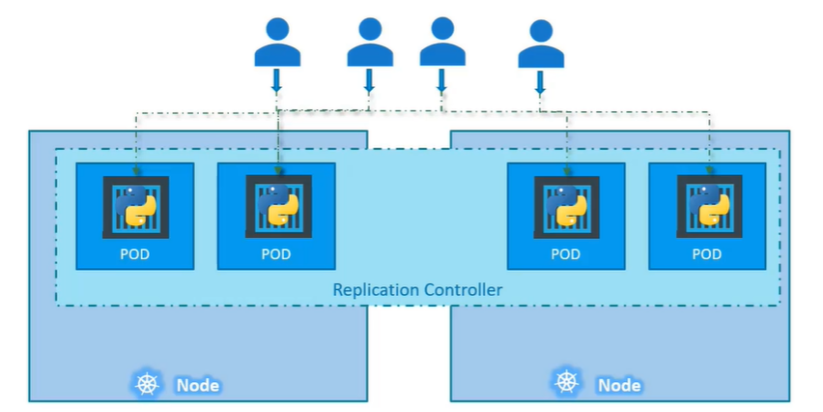 POD
POD
POD
POD
Replication Controller
Node
Node